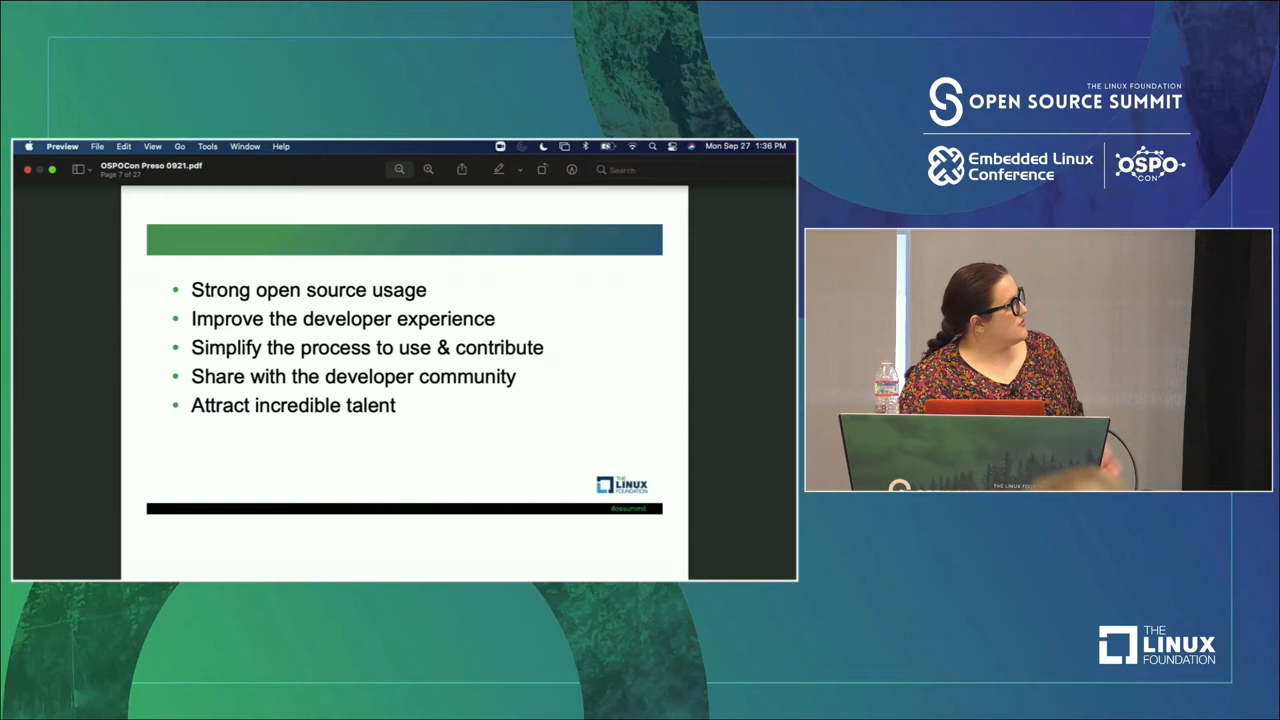 THE LINUX FOUNDATION
OPEN SOURCE SUMMIT
Embedded Linux
Conference
OSPO
CON
Preview File Edit View Go Tools Window Help
Mon Sep 27 1:36 PM
OSPOCon Preso 0921.pdf
Page 7 of 27
Search
• Strong open source usage
• Improve the developer experience
• Simplify the process to use & contribute
• Share with the developer community
• Attract incredible talent
THE
LINUX
FOUNDATION
#ossummit
THE LINUX FOU
THE
LINUX
FOUNDATION